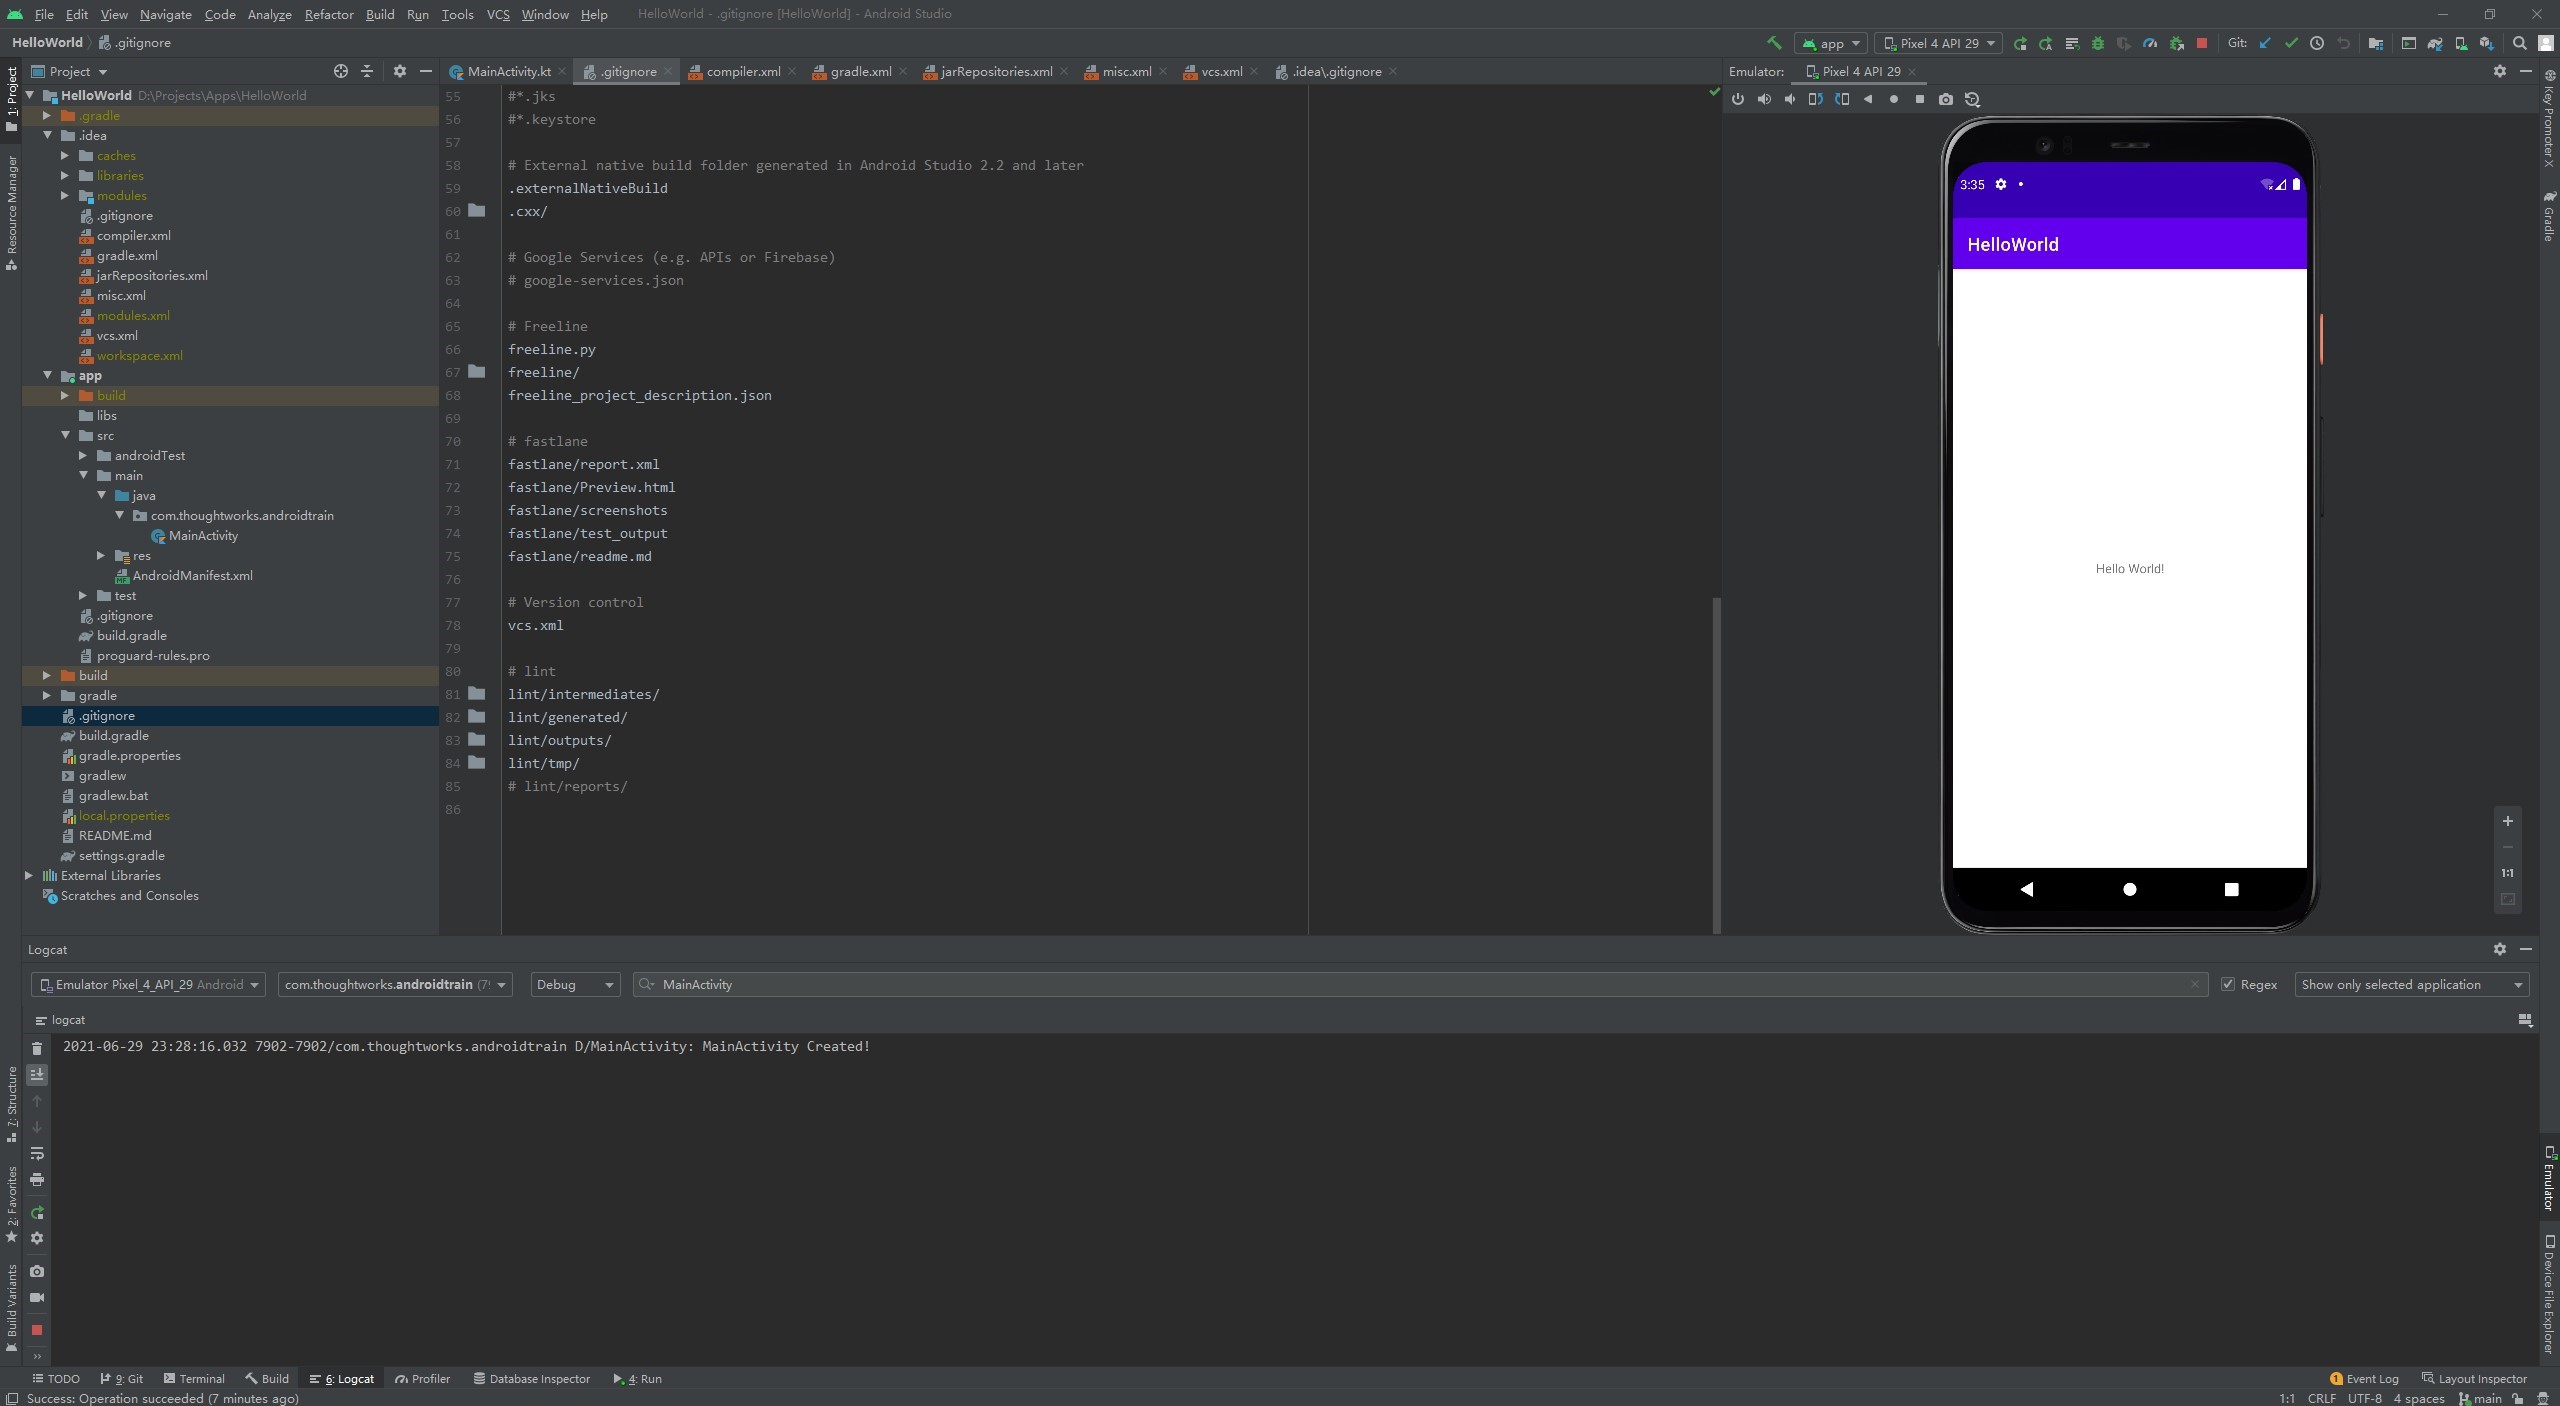 File Edit View Navigate Code Analyze Refactor Build Run Tools VCS Window Help HelloWorld - .gitignore [HelloWorld] - Android Studio
HelloWorld .gitignore app Pixel 4 API 29 Git:
Project
MainActivity.kt .gitignore compiler.xml gradle.xml jarRepositories.xml misc.xml vcs.xml .idea\.gitignore
Emulator: Pixel 4 API 29
1: Project
Resource Manager
7: Structure
2: Favorites
Build Variants
HelloWorld D:\Projects\Apps\HelloWorld
.gradle
.idea
caches
libraries
modules
.gitignore
compiler.xml
gradle.xml
jarRepositories.xml
misc.xml
modules.xml
vcs.xml
workspace.xml
app
build
libs
src
androidTest
main
java
com.thoughtworks.androidtrain
MainActivity
res
AndroidManifest.xml
test
.gitignore
build.gradle
proguard-rules.pro
build
gradle
.gitignore
build.gradle
gradle.properties
gradlew
gradlew.bat
local.properties
README.md
settings.gradle
External Libraries
Scratches and Consoles
55 #*.jks
56 #*.keystore
57
58 # External native build folder generated in Android Studio 2.2 and later
59 .externalNativeBuild
60 .cxx/
61
62 # Google Services (e.g. APIs or Firebase)
63 # google-services.json
64
65 # Freeline
66 freeline.py
67 freeline/
68 freeline_project_description.json
69
70 # fastlane
71 fastlane/report.xml
72 fastlane/Preview.html
73 fastlane/screenshots
74 fastlane/test_output
75 fastlane/readme.md
76
77 # Version control
78 vcs.xml
79
80 # lint
81 lint/intermediates/
82 lint/generated/
83 lint/outputs/
84 lint/tmp/
85 # lint/reports/
86
3:35
HelloWorld
Hello World!
1:1
Key Promoter X
Gradle
Emulator
Device File Explorer
Logcat
Emulator Pixel_4_API_29 Android com.thoughtworks.androidtrain (7 Debug MainActivity Regex Show only selected application
logcat
2021-06-29 23:28:16.032 7902-7902/com.thoughtworks.androidtrain D/MainActivity: MainActivity Created!
TODO 9: Git Terminal Build 6: Logcat Profiler Database Inspector 4: Run 1 Event Log Layout Inspector
Success: Operation succeeded (7 minutes ago) 1:1 CRLF UTF-8 4 spaces main